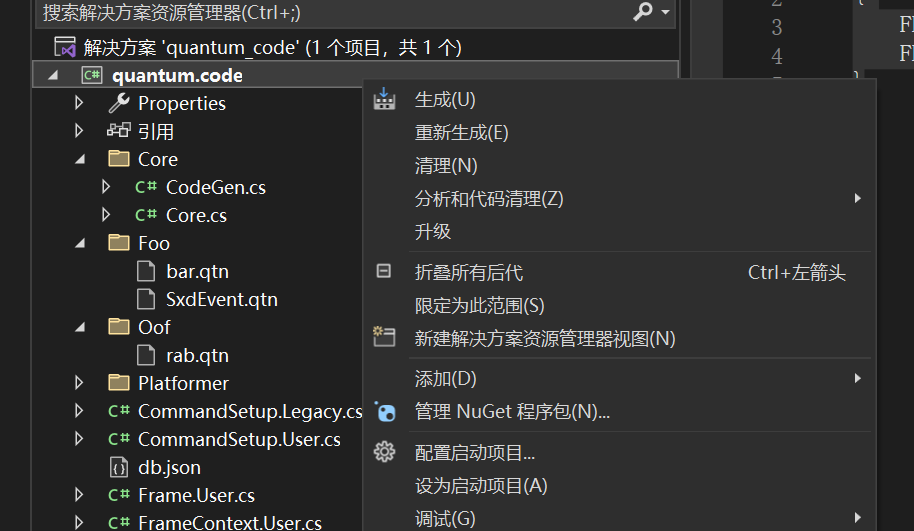 搜索解决方案资源管理器(Ctrl+;)
解决方案 'quantum_code' (1 个项目，共 1 个)
quantum.code
Properties
引用
Core
CodeGen.cs
Core.cs
Foo
bar.qtn
SxdEvent.qtn
Oof
rab.qtn
Platformer
CommandSetup.Legacy.cs
CommandSetup.User.cs
db.json
Frame.User.cs
FrameContext.User.cs
生成(U)
重新生成(E)
清理(N)
分析和代码清理(Z)
升级
折叠所有后代 Ctrl+左箭头
限定为此范围(S)
新建解决方案资源管理器视图(N)
添加(D)
管理 NuGet 程序包(N)...
配置启动项目...
设为启动项目(A)
调试(G)
3
4